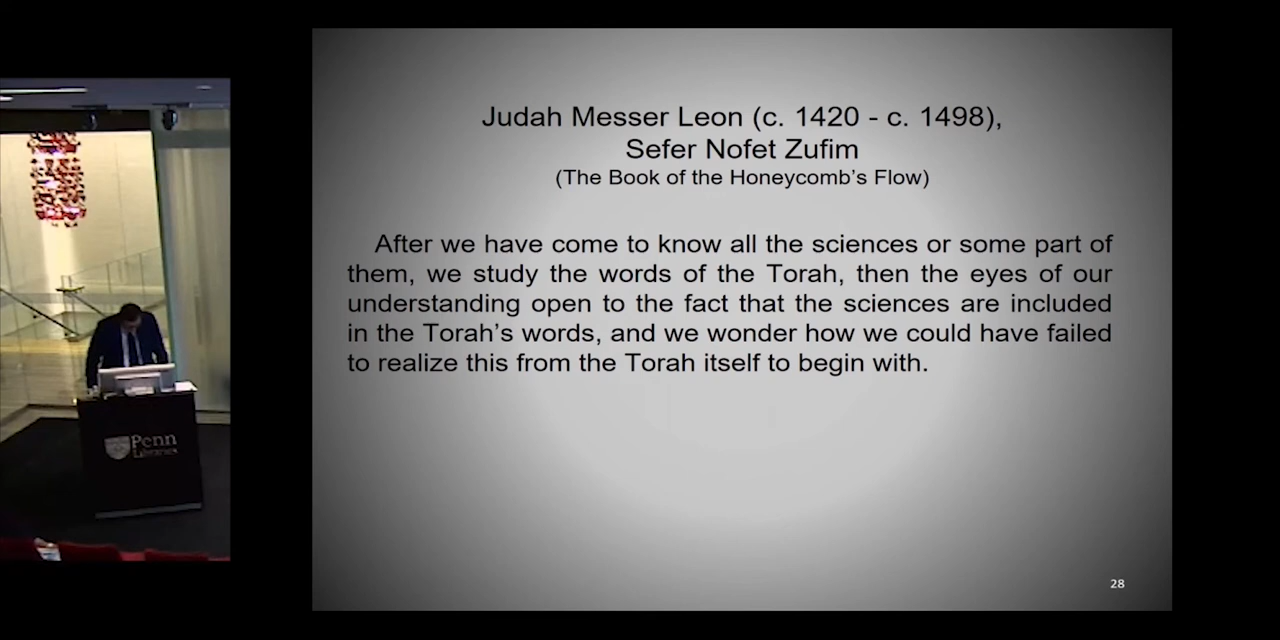 Judah Messer Leon (c. 1420 - c. 1498),
Sefer Nofet Zufim
(The Book of the Honeycomb's Flow)
After we have come to know all the sciences or some part of
them, we study the words of the Torah, then the eyes of our
understanding open to the fact that the sciences are included
in the Torah's words, and we wonder how we could have failed
to realize this from the Torah itself to begin with.
28
Penn
Libraries